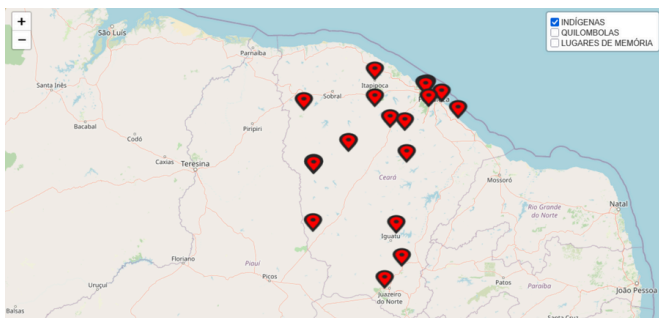 +
−
INDÍGENAS
QUILOMBOLAS
LUGARES DE MEMÓRIA
São Luís
Parnaíba
Santa Inês
Itapipoca
Sobral
Bacabal
Codó
Piripiri
Caxias
Teresina
Ceará
Mossoró
Rio Grande
do Norte
Natal
Iguatu
Floriano
Piauí
Picos
Juazeiro
do Norte
Patos
Paraíba
João Pessoa
Uruçuí
Balsas